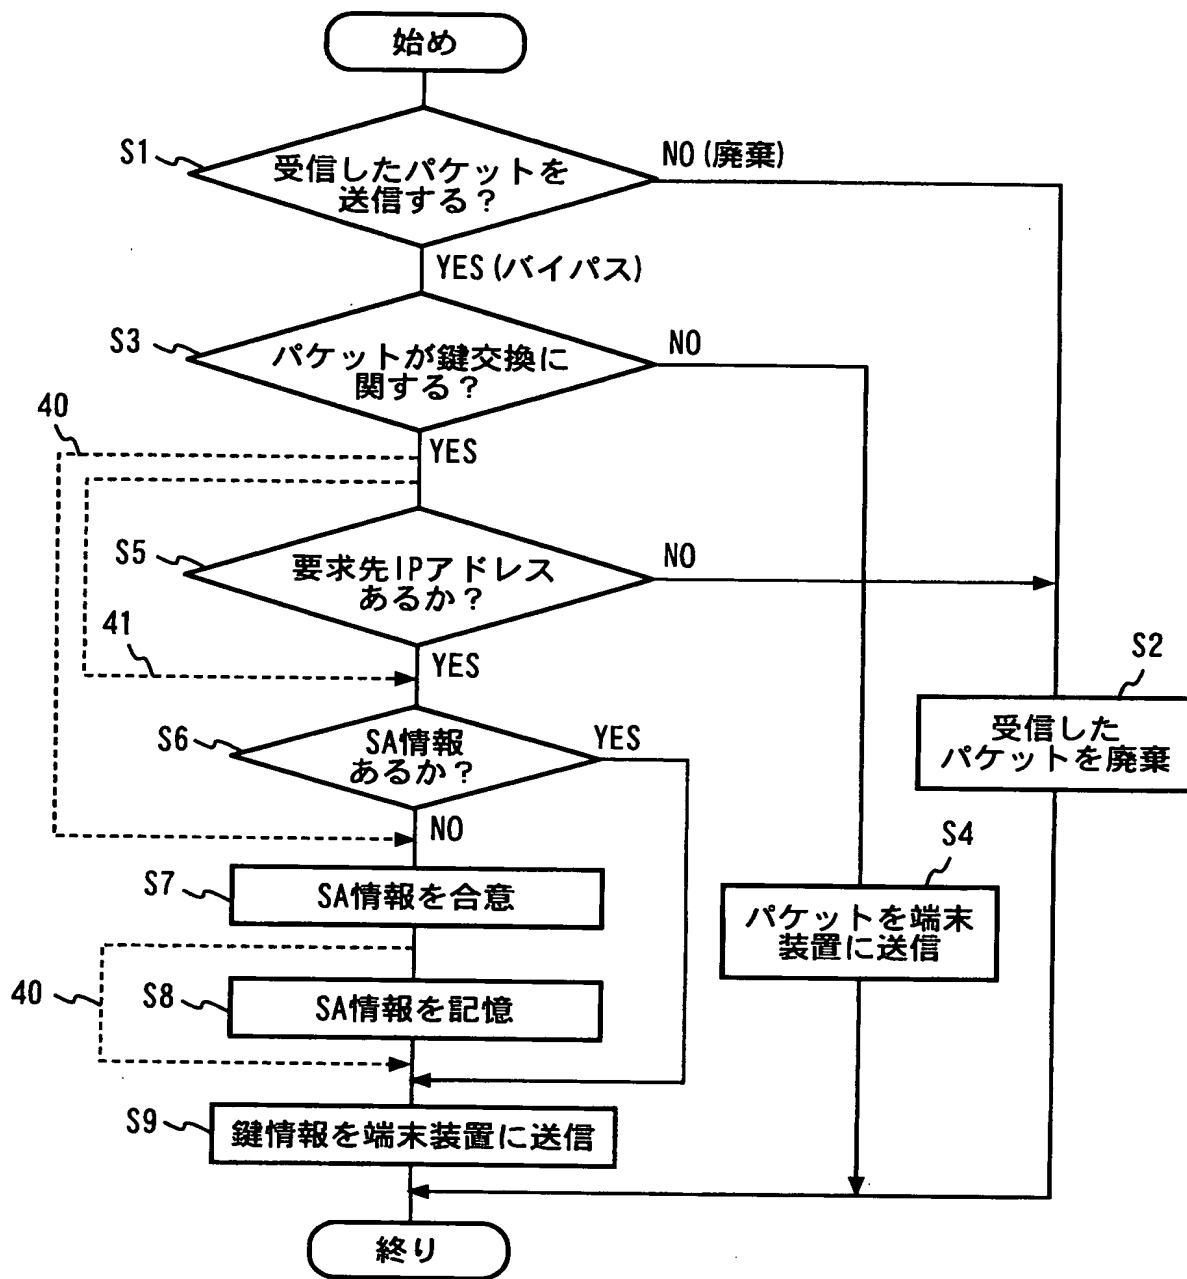 始め
S1
受信したパケットを
送信する？
NO(廃棄)
YES(バイパス)
S3
パケットが鍵交換に
関する？
NO
40
YES
S5
要求先IPアドレス
あるか？
NO
41
YES
S2
受信した
パケットを廃棄
S6
SA情報
あるか？
YES
NO
S4
パケットを端末
装置に送信
S7
SA情報を合意
40
S8
SA情報を記憶
S9
鍵情報を端末装置に送信
終り